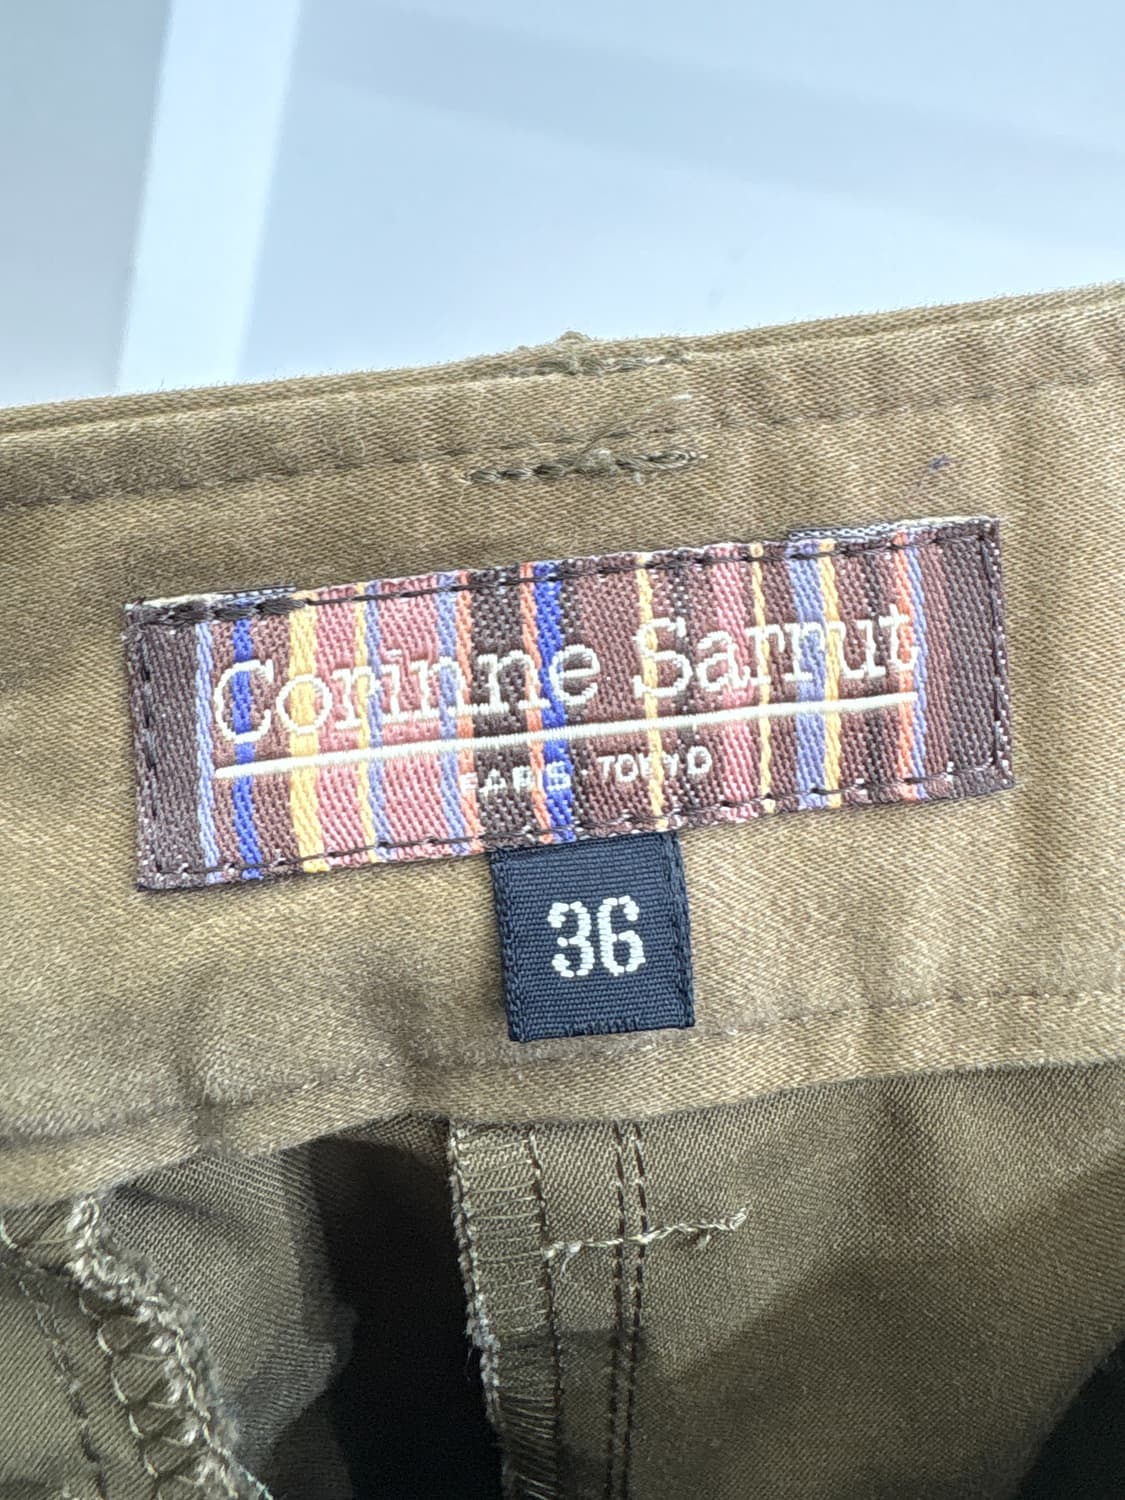 Corinne Sarrut
PARIS · TOKYO
36